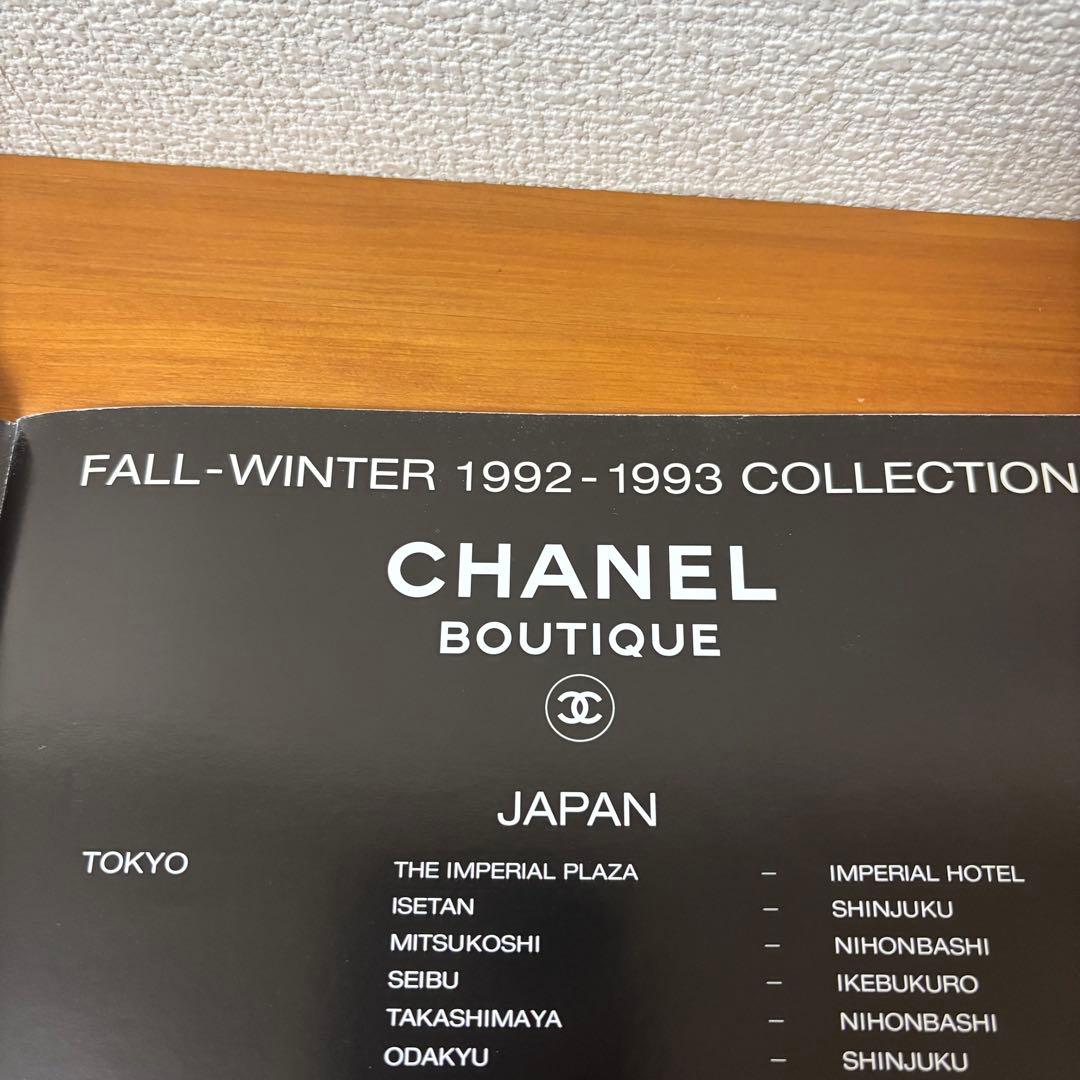 FALL-WINTER 1992-1993 COLLECTION
CHANEL
BOUTIQUE
JAPAN
TOKYO THE IMPERIAL PLAZA – IMPERIAL HOTEL
ISETAN – SHINJUKU
MITSUKOSHI – NIHONBASHI
SEIBU – IKEBUKURO
TAKASHIMAYA – NIHONBASHI
ODAKYU – SHINJUKU